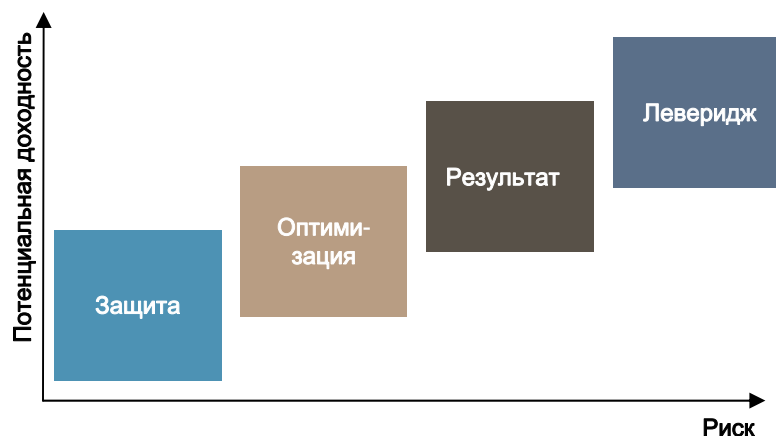 Потенциальная доходность
Леверидж
Результат
Оптими-
зация
Защита
Риск